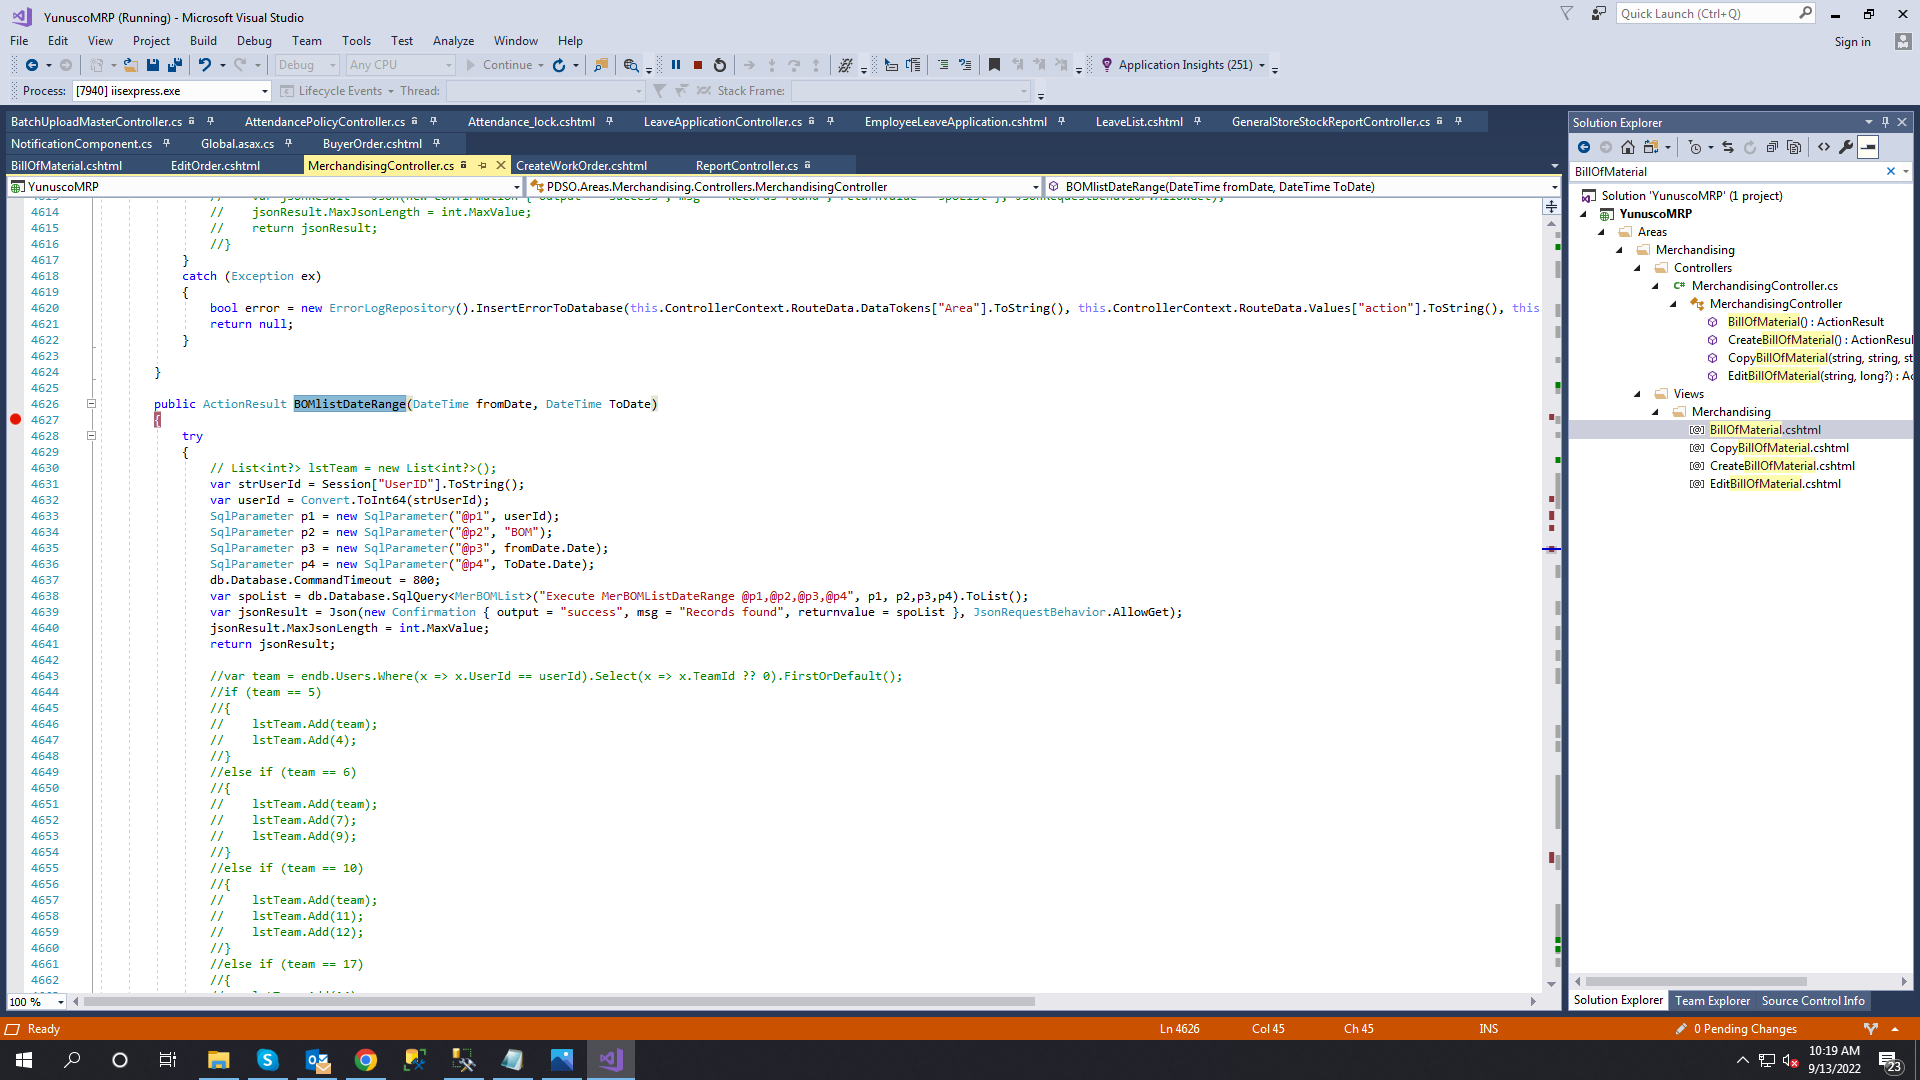 YunuscoMRP (Running) - Microsoft Visual Studio
Quick Launch (Ctrl+Q)
File Edit View Project Build Debug Team Tools Test Analyze Window Help
Sign in
Debug Any CPU Continue Application Insights (251)
Process: [7940] iisexpress.exe Lifecycle Events Thread: Stack Frame:
BatchUploadMasterController.cs AttendancePolicyController.cs Attendance_lock.cshtml LeaveApplicationController.cs EmployeeLeaveApplication.cshtml LeaveList.cshtml GeneralStoreStockReportController.cs
NotificationComponent.cs Global.asax.cs BuyerOrder.cshtml
BillOfMaterial.cshtml EditOrder.cshtml MerchandisingController.cs CreateWorkOrder.cshtml ReportController.cs
YunuscoMRP PDSO.Areas.Merchandising.Controllers.MerchandisingController BOMlistDateRange(DateTime fromDate, DateTime ToDate)
4614 // jsonResult.MaxJsonLength = int.MaxValue;
4615 // return jsonResult;
4616 //}
4617 }
4618 catch (Exception ex)
4619 {
4620 bool error = new ErrorLogRepository().InsertErrorToDatabase(this.ControllerContext.RouteData.DataTokens["Area"].ToString(), this.ControllerContext.RouteData.Values["action"].ToString(), this
4621 return null;
4622 }
4623
4624 }
4625
4626 public ActionResult BOMlistDateRange(DateTime fromDate, DateTime ToDate)
4627 {
4628 try
4629 {
4630 // List<int?> lstTeam = new List<int?>();
4631 var strUserId = Session["UserID"].ToString();
4632 var userId = Convert.ToInt64(strUserId);
4633 SqlParameter p1 = new SqlParameter("@p1", userId);
4634 SqlParameter p2 = new SqlParameter("@p2", "BOM");
4635 SqlParameter p3 = new SqlParameter("@p3", fromDate.Date);
4636 SqlParameter p4 = new SqlParameter("@p4", ToDate.Date);
4637 db.Database.CommandTimeout = 800;
4638 var spoList = db.Database.SqlQuery<MerBOMList>("Execute MerBOMListDateRange @p1,@p2,@p3,@p4", p1, p2,p3,p4).ToList();
4639 var jsonResult = Json(new Confirmation { output = "success", msg = "Records found", returnvalue = spoList }, JsonRequestBehavior.AllowGet);
4640 jsonResult.MaxJsonLength = int.MaxValue;
4641 return jsonResult;
4642
4643 //var team = endb.Users.Where(x => x.UserId == userId).Select(x => x.TeamId ?? 0).FirstOrDefault();
4644 //if (team == 5)
4645 //{
4646 // lstTeam.Add(team);
4647 // lstTeam.Add(4);
4648 //}
4649 //else if (team == 6)
4650 //{
4651 // lstTeam.Add(team);
4652 // lstTeam.Add(7);
4653 // lstTeam.Add(9);
4654 //}
4655 //else if (team == 10)
4656 //{
4657 // lstTeam.Add(team);
4658 // lstTeam.Add(11);
4659 // lstTeam.Add(12);
4660 //}
4661 //else if (team == 17)
4662 //{
100 %
Solution Explorer
BillOfMaterial
Solution 'YunuscoMRP' (1 project)
YunuscoMRP
Areas
Merchandising
Controllers
MerchandisingController.cs
MerchandisingController
BillOfMaterial() : ActionResult
CreateBillOfMaterial() : ActionResul
CopyBillOfMaterial(string, string, st
EditBillOfMaterial(string, long?) : Ac
Views
Merchandising
BillOfMaterial.cshtml
CopyBillOfMaterial.cshtml
CreateBillOfMaterial.cshtml
EditBillOfMaterial.cshtml
Solution Explorer Team Explorer Source Control Info
Ready Ln 4626 Col 45 Ch 45 INS 0 Pending Changes
10:19 AM
9/13/2022
23